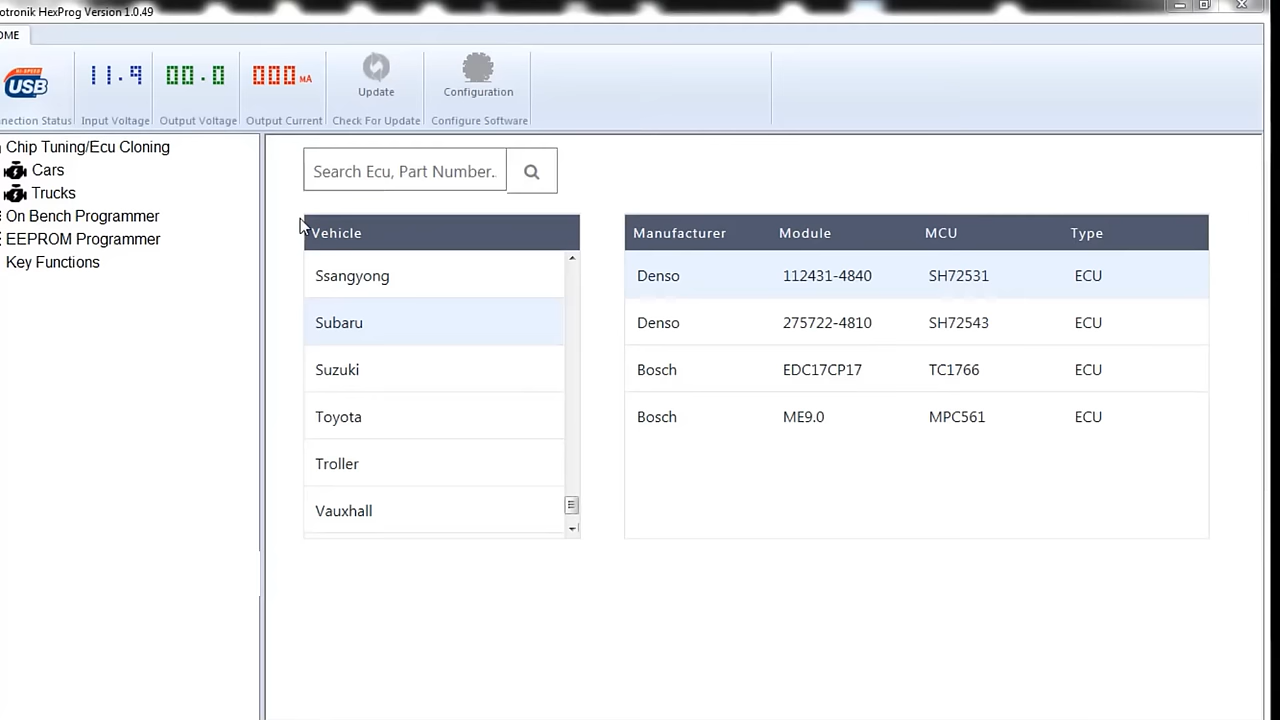 otronik HexProg Version 1.0.49
OME
HI-SPEED
USB
11.9
00.0
000 MA
Update
Configuration
nection Status
Input Voltage
Output Voltage
Output Current
Check For Update
Configure Software
Chip Tuning/Ecu Cloning
Cars
Trucks
On Bench Programmer
EEPROM Programmer
Key Functions
Search Ecu, Part Number..
Vehicle
Ssangyong
Subaru
Suzuki
Toyota
Troller
Vauxhall
Manufacturer Module MCU Type
Denso 112431-4840 SH72531 ECU
Denso 275722-4810 SH72543 ECU
Bosch EDC17CP17 TC1766 ECU
Bosch ME9.0 MPC561 ECU